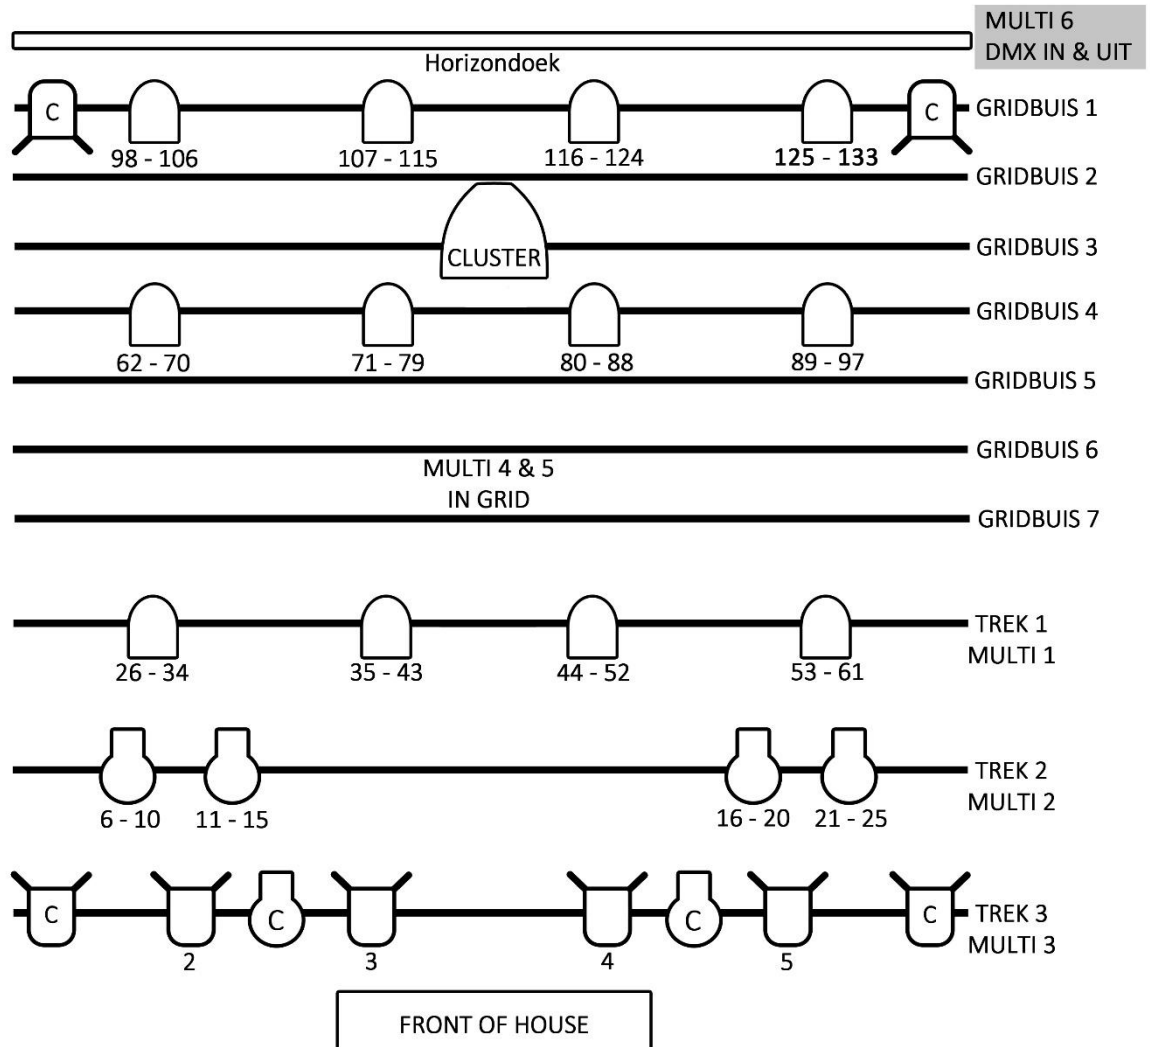 MULTI 6
DMX IN & UIT
Horizondoek
C
C
GRIDBUIS 1
98 - 106
107 - 115
116 - 124
125 - 133
GRIDBUIS 2
CLUSTER
GRIDBUIS 3
GRIDBUIS 4
62 - 70
71 - 79
80 - 88
89 - 97
GRIDBUIS 5
GRIDBUIS 6
MULTI 4 & 5
IN GRID
GRIDBUIS 7
TREK 1
MULTI 1
26 - 34
35 - 43
44 - 52
53 - 61
TREK 2
MULTI 2
6 - 10
11 - 15
16 - 20
21 - 25
C
C
C
C
TREK 3
MULTI 3
2
3
4
5
FRONT OF HOUSE